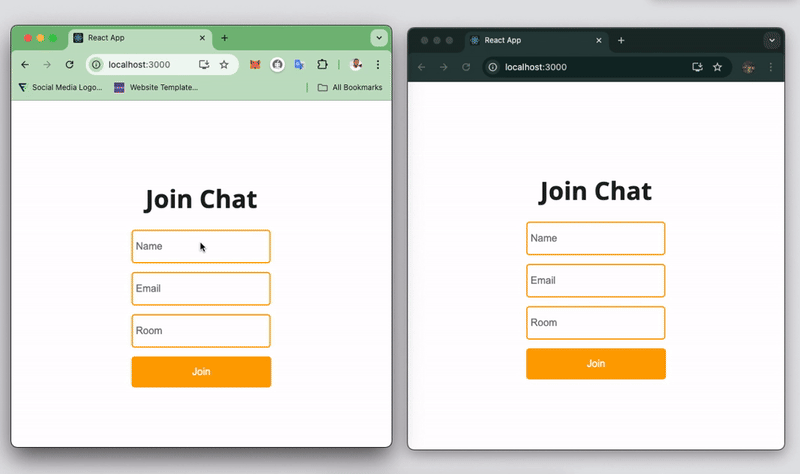 React App
localhost:3000
Social Media Logo...
Website Template...
All Bookmarks
Join Chat
Name
Email
Room
Join
React App
localhost:3000
Join Chat
Name
Email
Room
Join